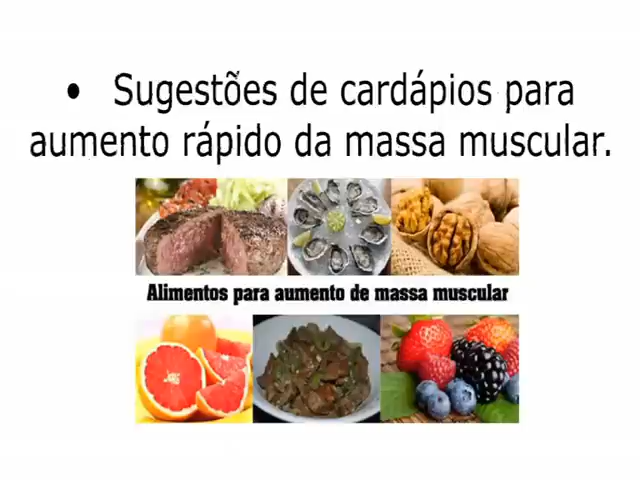 • Sugestões de cardápios para
aumento rápido da massa muscular.
Alimentos para aumento de massa muscular